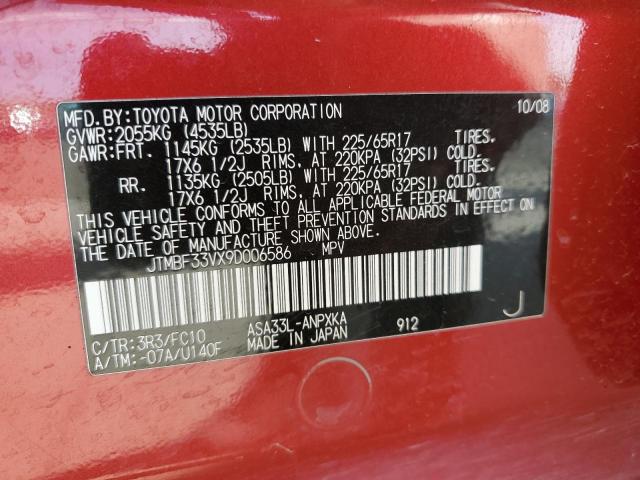 MFD.BY:TOYOTA MOTOR CORPORATION 10/08
GVWR:2055KG (4535LB)
GAWR:FRT. 1145KG (2535LB) WITH 225/65R17 TIRES.
17X6 1/2J RIMS. AT 220KPA (32PSI) COLD.
RR. 1135KG (2505LB) WITH 225/65R17 TIRES.
17X6 1/2J RIMS. AT 220KPA (32PSI) COLD.
THIS VEHICLE CONFORMS TO ALL APPLICABLE FEDERAL MOTOR
VEHICLE SAFETY AND THEFT PREVENTION STANDARDS IN EFFECT ON
THE DATE OF MANUFACTURE SHOWN ABOVE.
JTMBF33VX9D006586 MPV
C/TR:3R3/FC10 ASA33L-ANPXKA J
A/TM:-07A/U140F MADE IN JAPAN 912